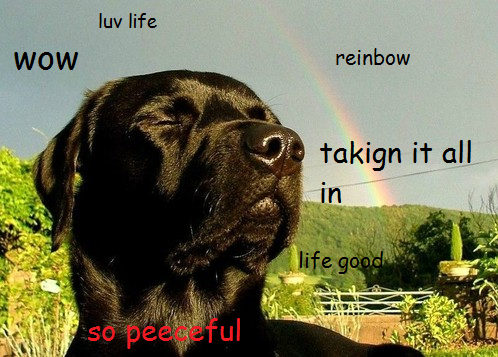 luv life
wow
reinbow
takign it all
in
life good
so peeceful